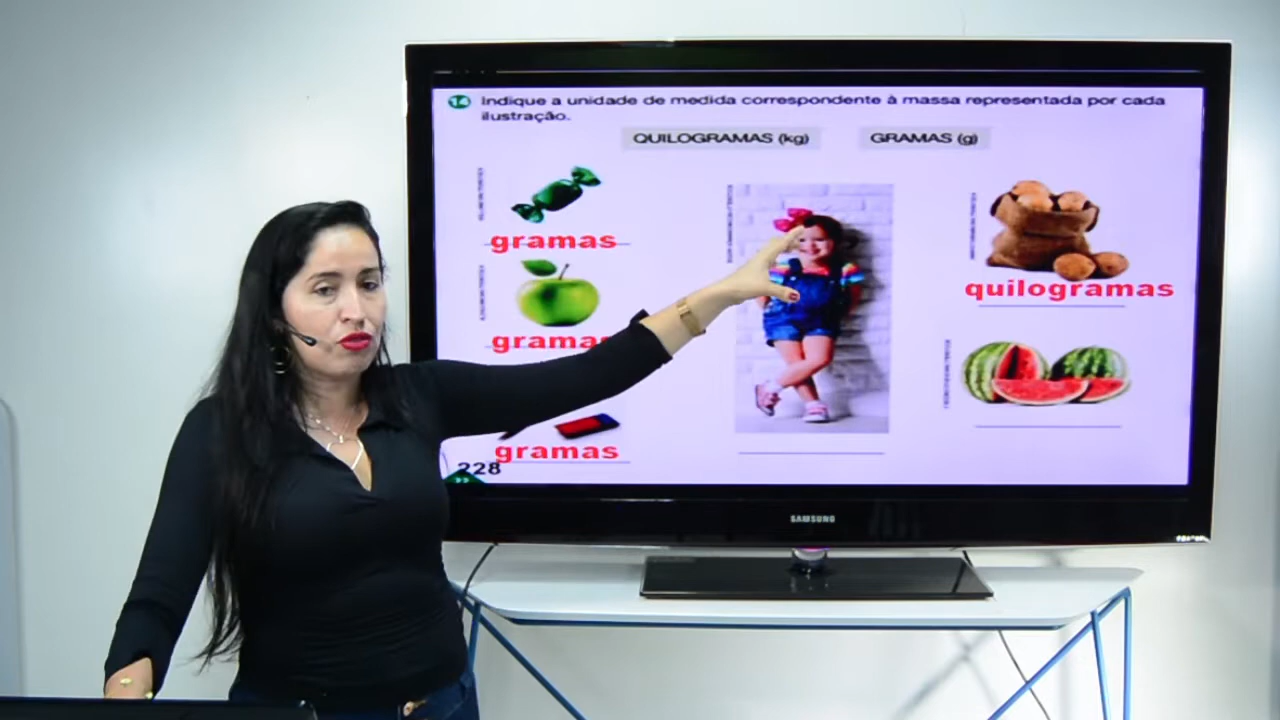 14 Indique a unidade de medida correspondente à massa representada por cada
ilustração.
QUILOGRAMAS (kg)
GRAMAS (g)
gramas
quilogramas
gramas
gramas
228
SAMSUNG